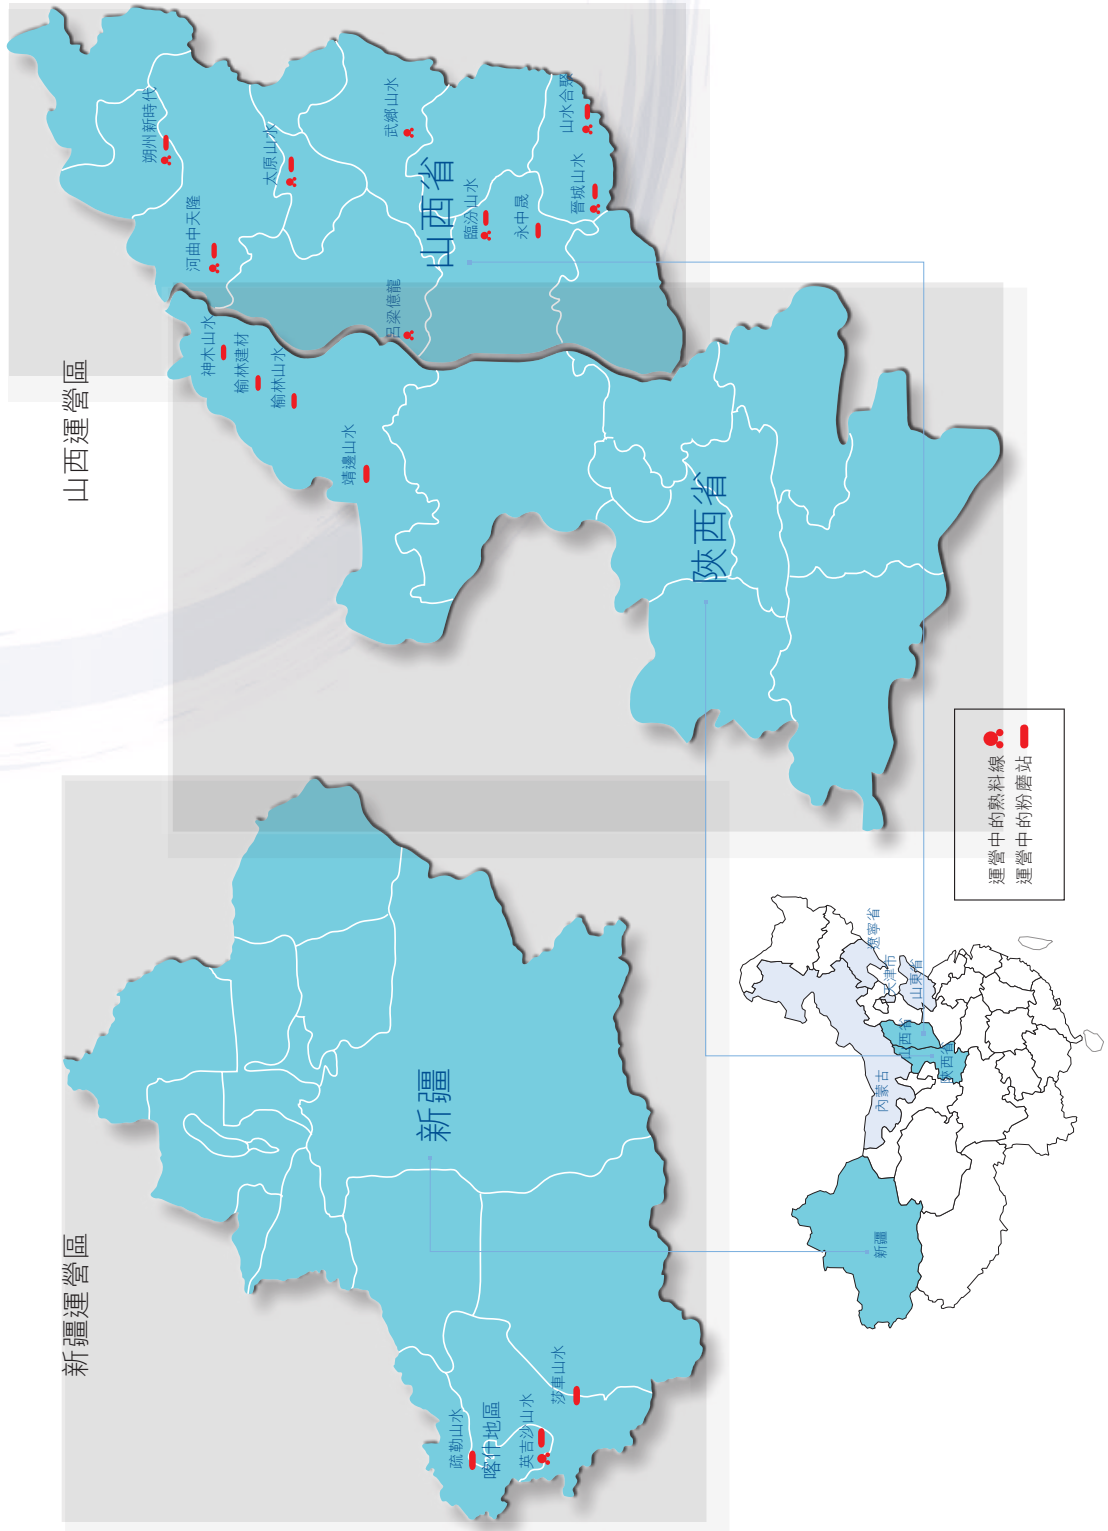 新疆運營區
山西運營區
新疆
喀什地區
疏勒山水
英吉沙山水
莎車山水
陝西省
靖邊山水
榆林山水
榆林建材
神木山水
山西省
朔州新時代
河曲中天隆
太原山水
呂梁億龍
武鄉山水
臨汾山水
永中晟
晉城山水
山水合聚
新疆
內蒙古
陝西省
山西省
山東省
天津市
遼寧省
運營中的熟料線
運營中的粉磨站